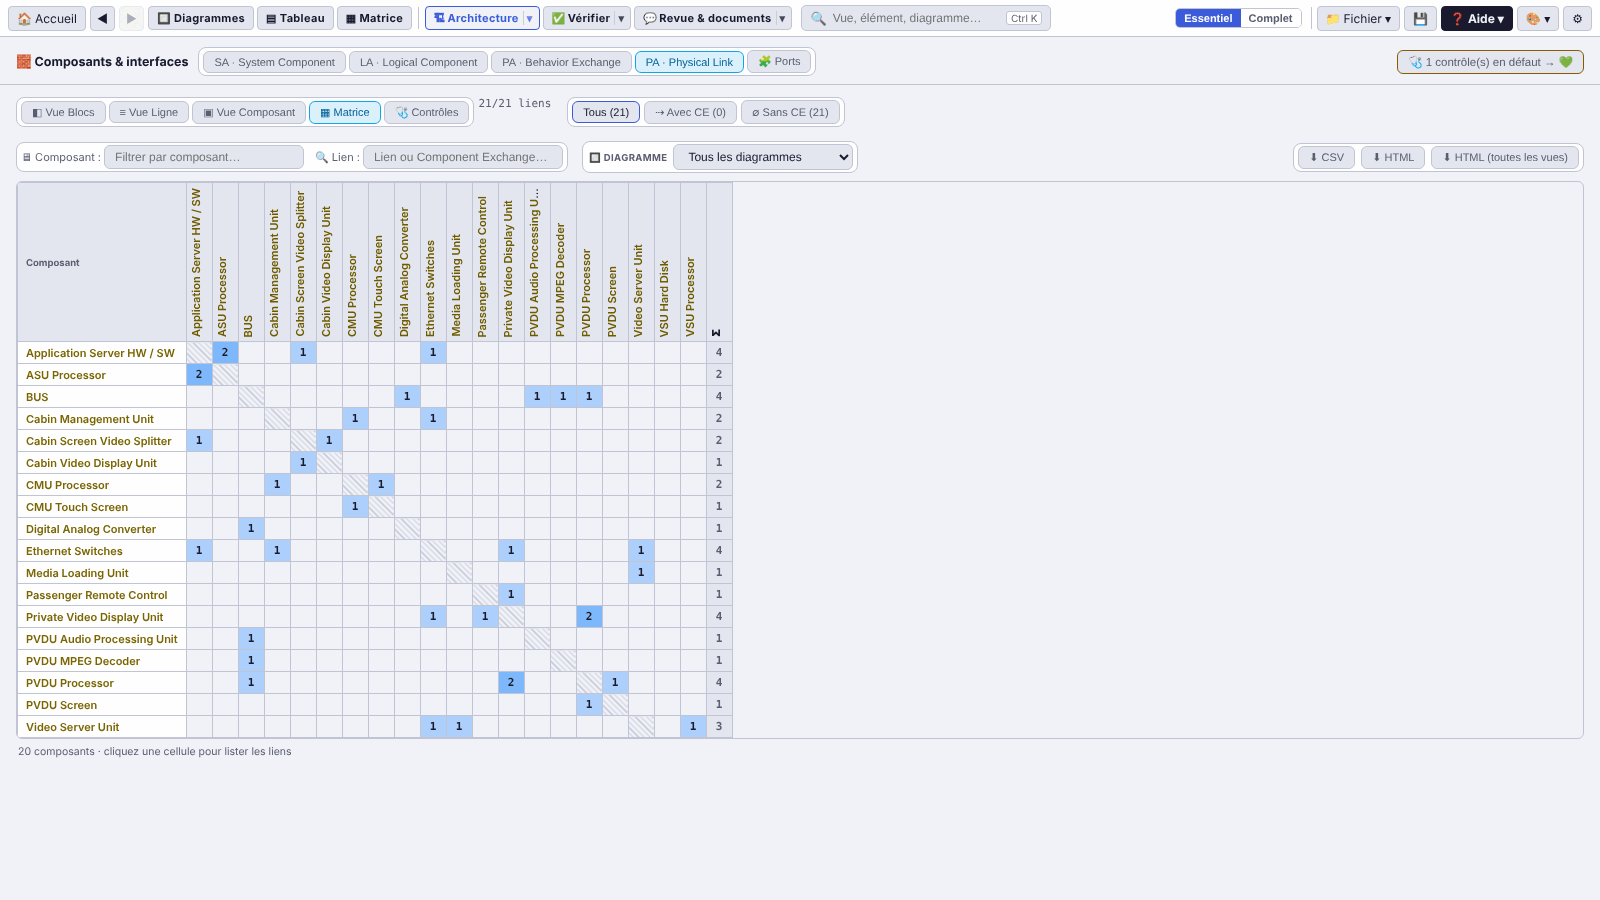 🏠 Accueil ◀ ▶ 🔲 Diagrammes ▤ Tableau ▦ Matrice 🏗 Architecture ▾ ✅ Vérifier ▾ 💬 Revue & documents ▾ 🔍 Vue, élément, diagramme… Ctrl K Essentiel Complet 📁 Fichier ▾ 💾 ❓ Aide ▾ 🎨 ▾ ⚙
🧱 Composants & interfaces SA · System Component LA · Logical Component PA · Behavior Exchange PA · Physical Link 🧩 Ports 🩺 1 contrôle(s) en défaut → 💚
◧ Vue Blocs ≡ Vue Ligne ▣ Vue Composant ▦ Matrice 🩺 Contrôles 21/21 liens Tous (21) ⇢ Avec CE (0) ⌀ Sans CE (21)
🖥 Composant : Filtrer par composant… 🔍 Lien : Lien ou Component Exchange… 🔲 DIAGRAMME Tous les diagrammes ⬇ CSV ⬇ HTML ⬇ HTML (toutes les vues)
Composant
Application Server HW / SW
ASU Processor
BUS
Cabin Management Unit
Cabin Screen Video Splitter
Cabin Video Display Unit
CMU Processor
CMU Touch Screen
Digital Analog Converter
Ethernet Switches
Media Loading Unit
Passenger Remote Control
Private Video Display Unit
PVDU Audio Processing U…
PVDU MPEG Decoder
PVDU Processor
PVDU Screen
Video Server Unit
VSU Hard Disk
VSU Processor
Σ
Application Server HW / SW 2 1 1 4
ASU Processor 2 2
BUS 1 1 1 1 4
Cabin Management Unit 1 1 2
Cabin Screen Video Splitter 1 1 2
Cabin Video Display Unit 1 1
CMU Processor 1 1 2
CMU Touch Screen 1 1
Digital Analog Converter 1 1
Ethernet Switches 1 1 1 1 4
Media Loading Unit 1 1
Passenger Remote Control 1 1
Private Video Display Unit 1 1 2 4
PVDU Audio Processing Unit 1 1
PVDU MPEG Decoder 1 1
PVDU Processor 1 2 1 4
PVDU Screen 1 1
Video Server Unit 1 1 1 3
20 composants · cliquez une cellule pour lister les liens